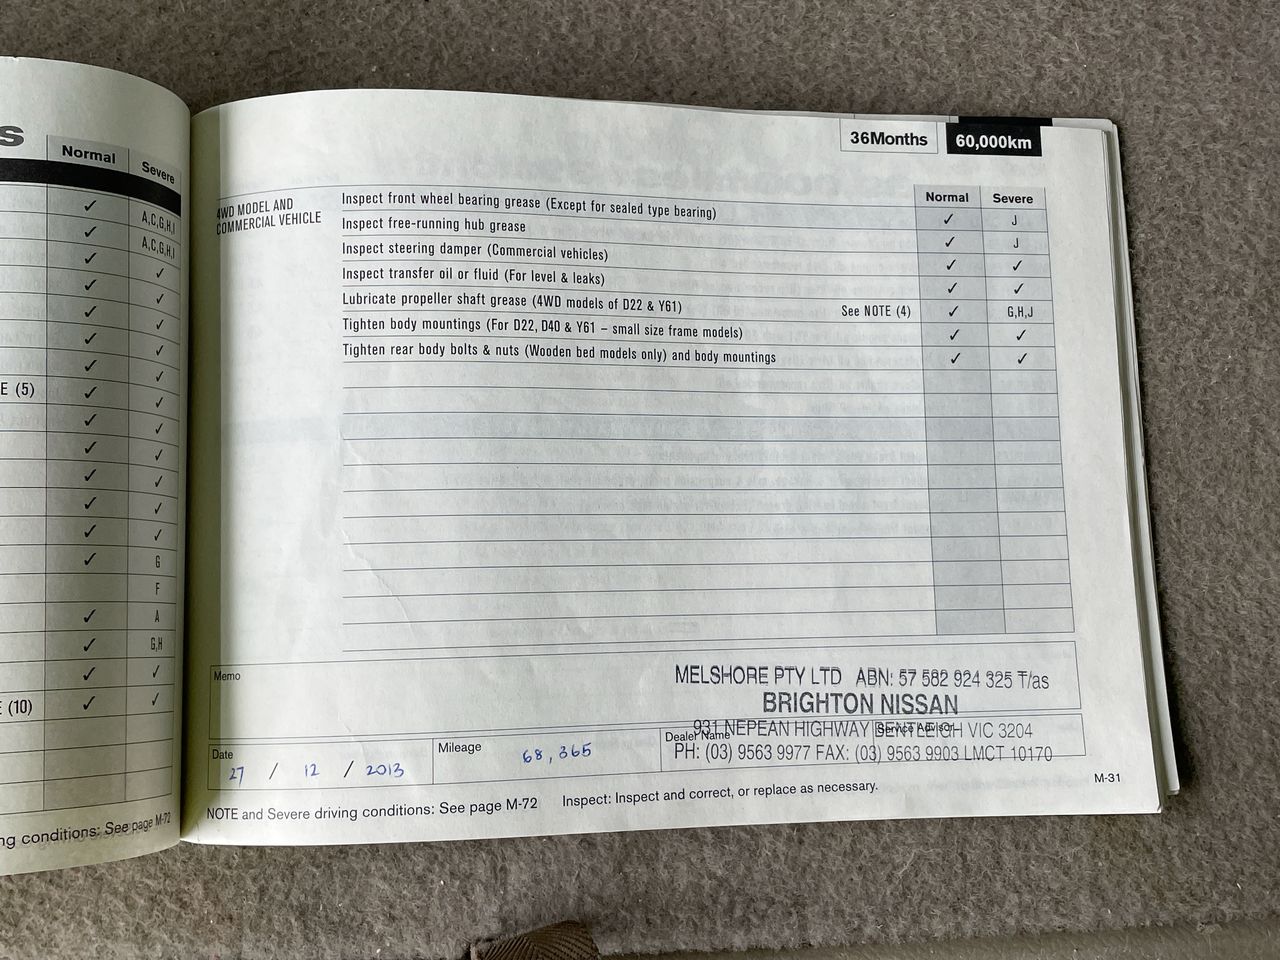 s
Normal Severe
✓ A,C,G,H,I
✓ A,C,G,H,I
✓ ✓
✓ ✓
✓ ✓
✓ ✓
✓ ✓
E (5) ✓ ✓
✓ ✓
✓ ✓
✓ ✓
✓ ✓
✓ ✓
✓ G
F
✓ A
✓ G,H
✓ ✓
E (10) ✓ ✓
ng conditions: See page M-72
36Months 60,000km
Normal Severe
4WD MODEL AND
COMMERCIAL VEHICLE
Inspect front wheel bearing grease (Except for sealed type bearing) ✓ J
Inspect free-running hub grease ✓ J
Inspect steering damper (Commercial vehicles) ✓ ✓
Inspect transfer oil or fluid (For level & leaks) ✓ ✓
Lubricate propeller shaft grease (4WD models of D22 & Y61) See NOTE (4) ✓ G,H,J
Tighten body mountings (For D22, D40 & Y61 – small size frame models) ✓ ✓
Tighten rear body bolts & nuts (Wooden bed models only) and body mountings ✓ ✓
Memo
MELSHORE PTY LTD ABN: 57 582 924 325 T/as
BRIGHTON NISSAN
931 NEPEAN HIGHWAY VIC 3204
PH: (03) 9563 9977 FAX: (03) 9563 9903 LMCT 10170
Date
27 / 12 / 2013
Mileage
68,365
Dealer Name
Service Advisor
NOTE and Severe driving conditions: See page M-72 Inspect: Inspect and correct, or replace as necessary.
M-31